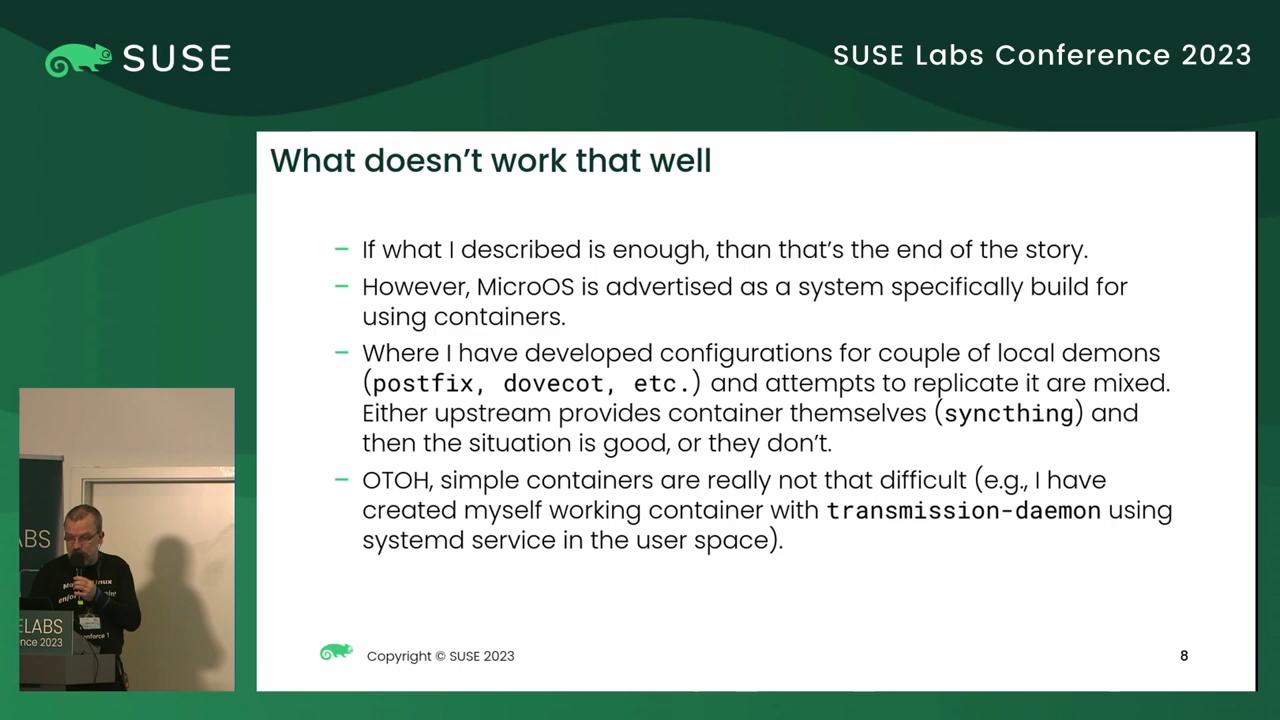 SUSE
SUSE Labs Conference 2023
What doesn't work that well
– If what I described is enough, than that's the end of the story.
– However, MicroOS is advertised as a system specifically build for
using containers.
– Where I have developed configurations for couple of local demons
(postfix, dovecot, etc.) and attempts to replicate it are mixed.
Either upstream provides container themselves (syncthing) and
then the situation is good, or they don't.
– OTOH, simple containers are really not that difficult (e.g., I have
created myself working container with transmission-daemon using
systemd service in the user space).
Copyright © SUSE 2023
8
ABS
ELABS
nce 2023